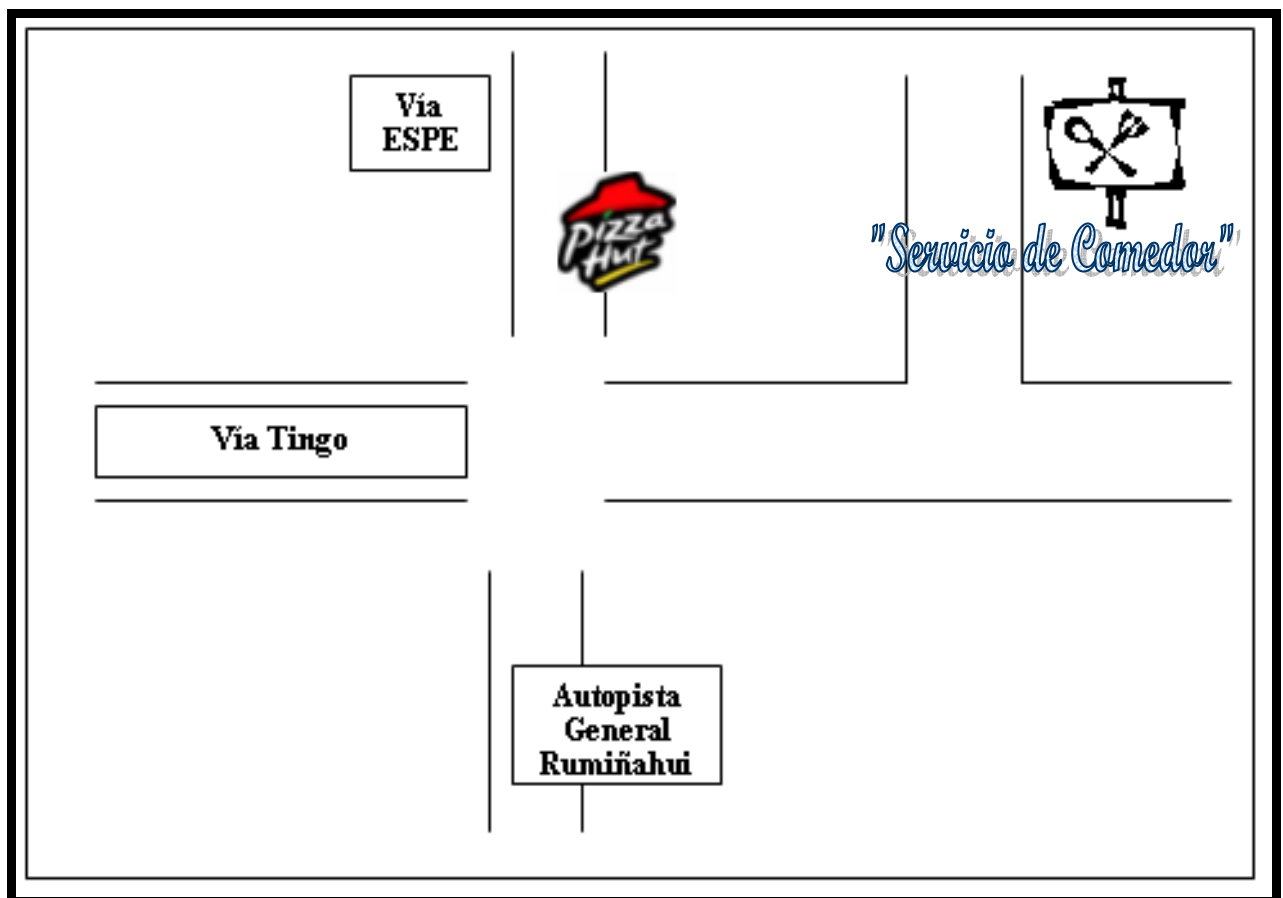 Vía
ESPE
Pizza
Hut
"Servicio de Comedor"
Vía Tingo
Autopista
General
Rumiñahui